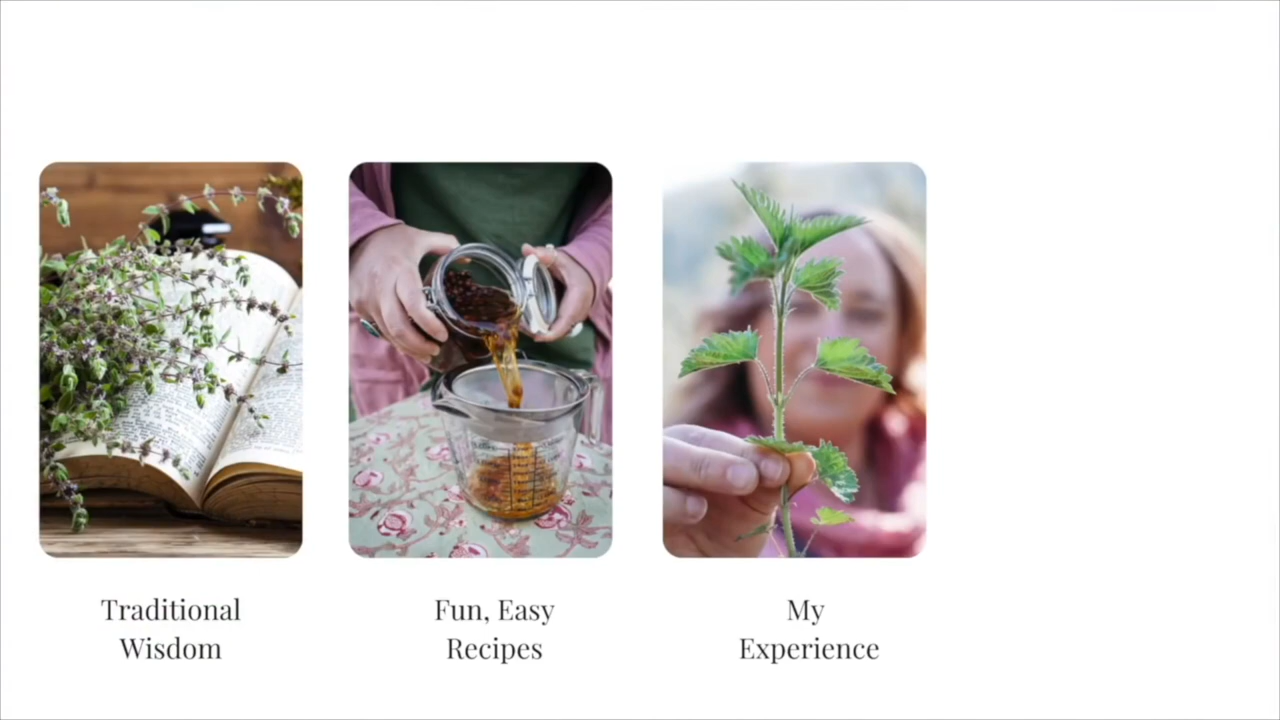 Traditional
Wisdom
Fun, Easy
Recipes
My
Experience